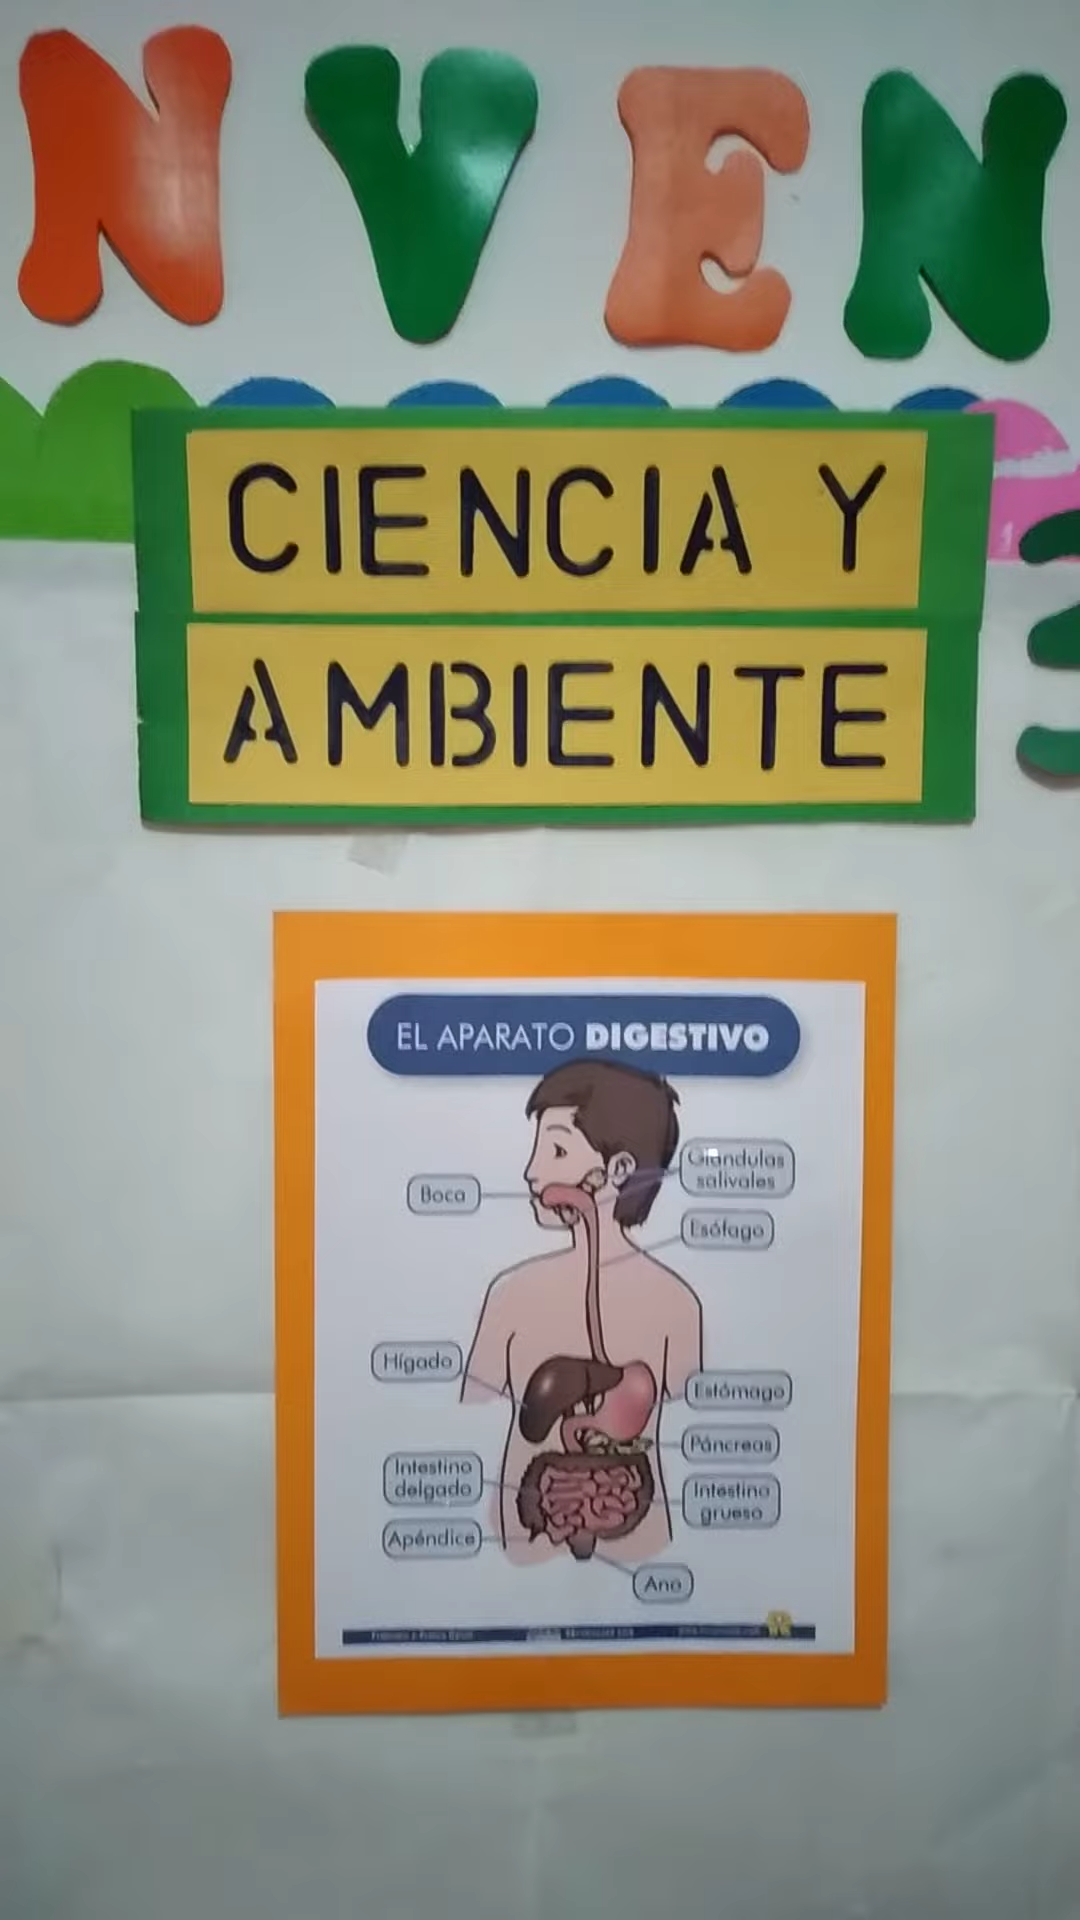 NVEN
CIENCIA Y
AMBIENTE
EL APARATO DIGESTIVO
Glándulas
salivales
Boca
Esófago
Hígado
Estómago
Páncreas
Intestino
delgado
Intestino
grueso
Apéndice
Ano